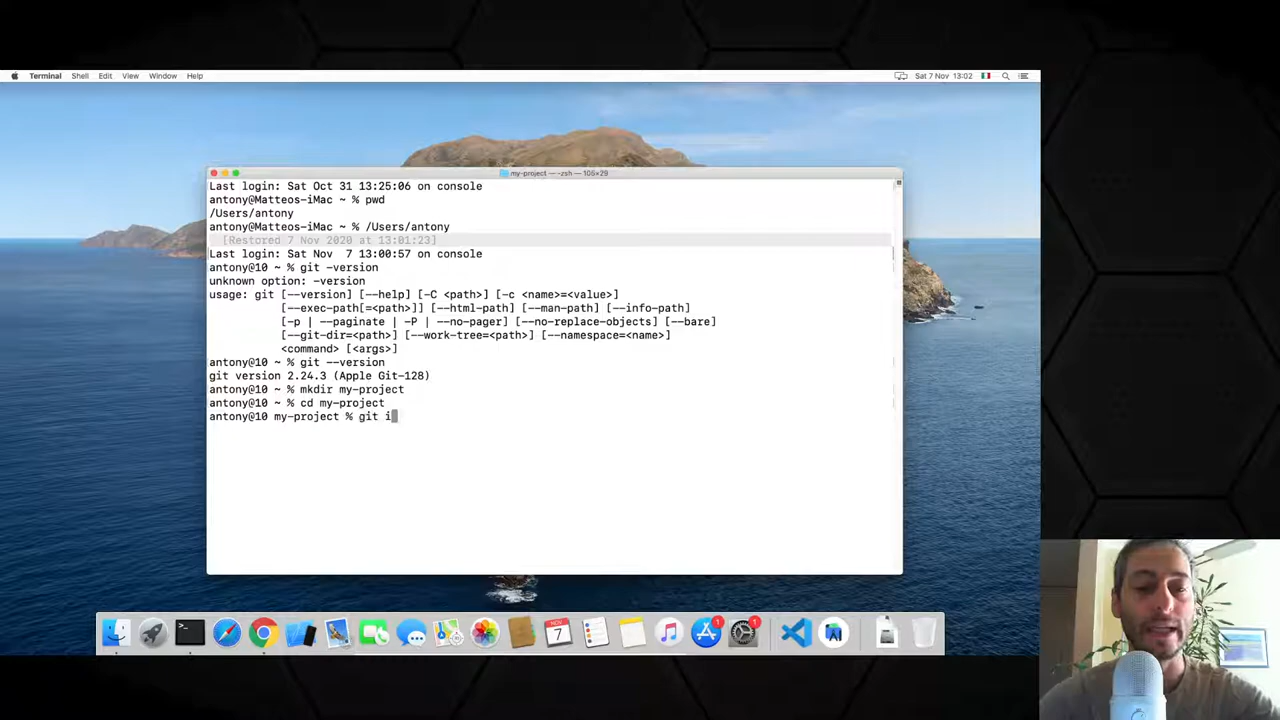 Terminal Shell Edit View Window Help
Sat 7 Nov 13:02
my-project — -zsh — 105×29
Last login: Sat Oct 31 13:25:06 on console
antony@Matteos-iMac ~ % pwd
/Users/antony
antony@Matteos-iMac ~ % /Users/antony
[Restored 7 Nov 2020 at 13:01:23]
Last login: Sat Nov  7 13:00:57 on console
antony@10 ~ % git -version
unknown option: -version
usage: git [--version] [--help] [-C <path>] [-c <name>=<value>]
[--exec-path[=<path>]] [--html-path] [--man-path] [--info-path]
[-p | --paginate | -P | --no-pager] [--no-replace-objects] [--bare]
[--git-dir=<path>] [--work-tree=<path>] [--namespace=<name>]
<command> [<args>]
antony@10 ~ % git --version
git version 2.24.3 (Apple Git-128)
antony@10 ~ % mkdir my-project
antony@10 ~ % cd my-project
antony@10 my-project % git i
NOV
7
1
1